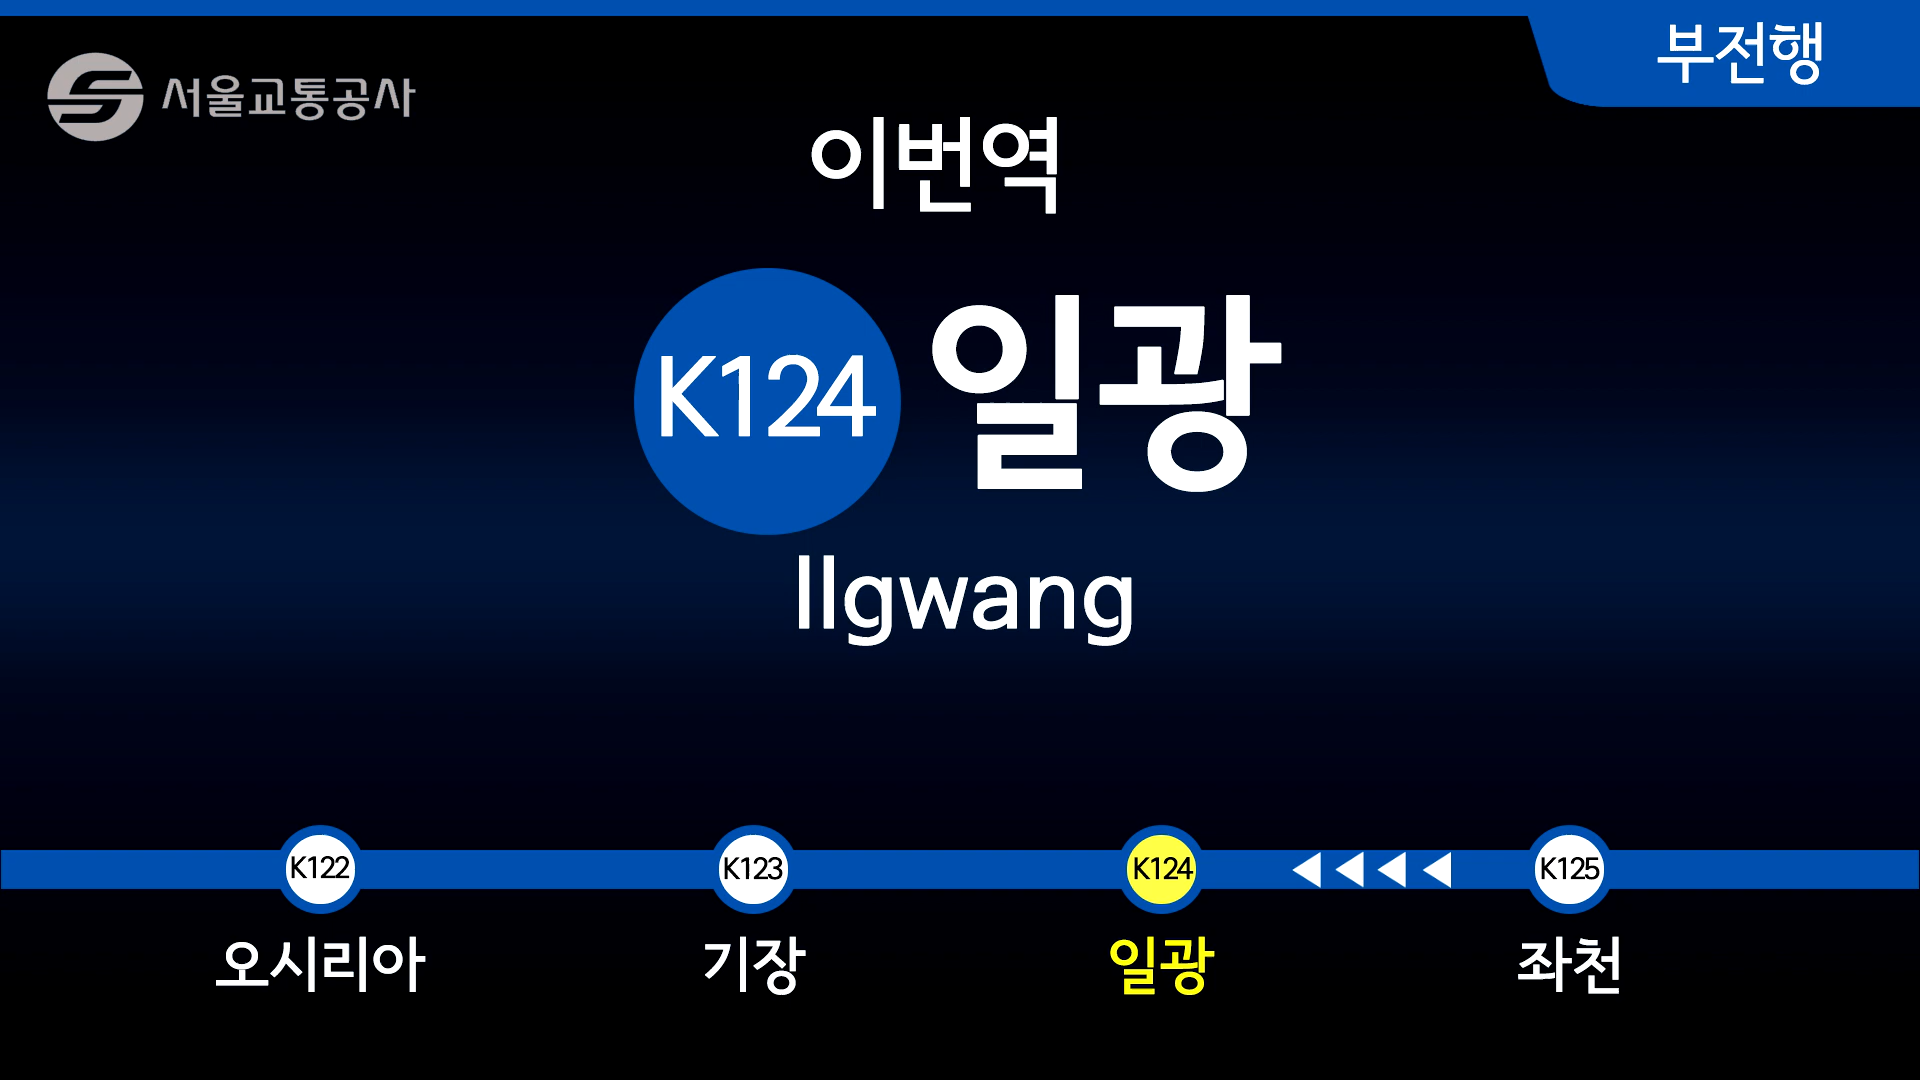 부전행
서울교통공사
이번역
K124 일광
Ilgwang
K122 K123 K124 K125
오시리아 기장 일광 좌천